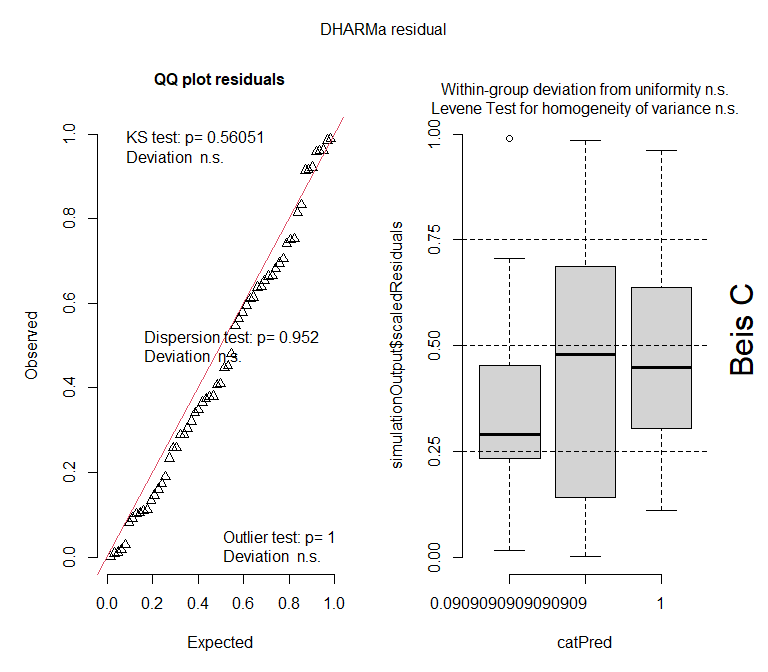 DHARMa residual
QQ plot residuals
KS test: p= 0.56051
Deviation n.s.
Dispersion test: p= 0.952
Deviation n.s.
Outlier test: p= 1
Deviation n.s.
Observed
0.0
0.2
0.4
0.6
0.8
1.0
0.0 0.2 0.4 0.6 0.8 1.0
Expected
Within-group deviation from uniformity n.s.
Levene Test for homogeneity of variance n.s.
simulationOutput$scaledResiduals
0.00
0.25
0.50
0.75
1.00
0.0909090909090909 1
catPred
Beis C